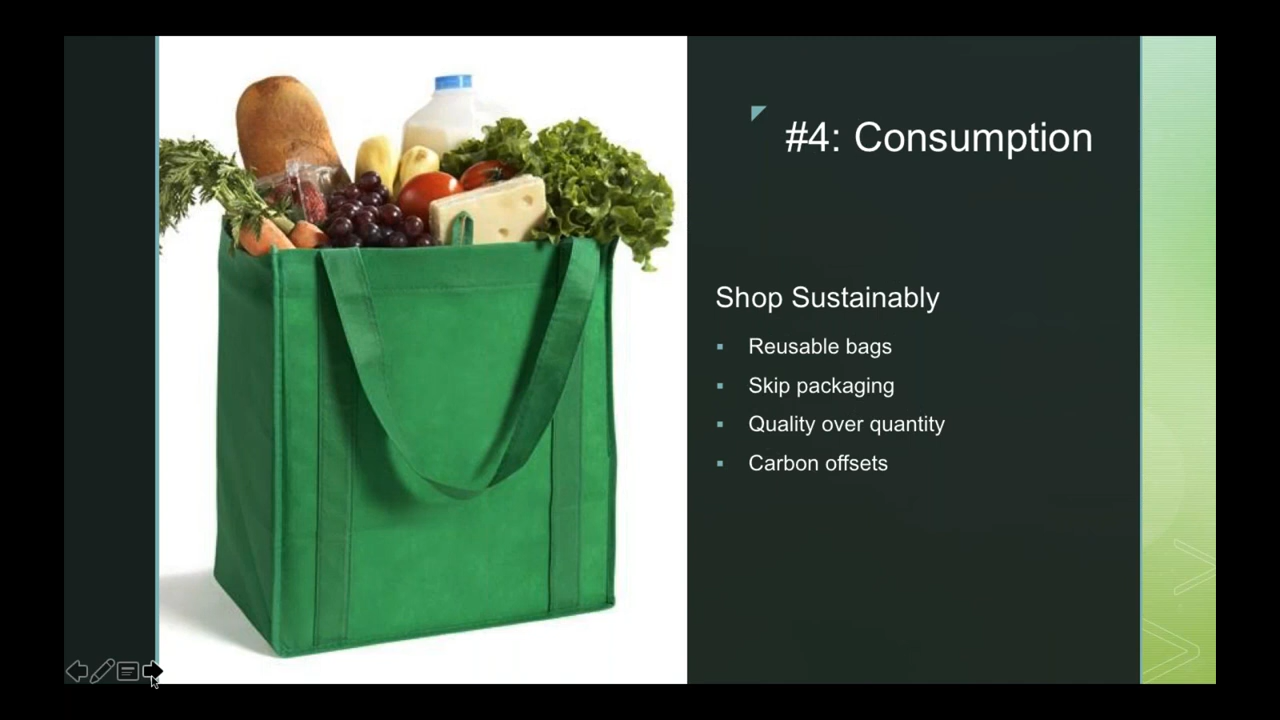 #4: Consumption
Shop Sustainably
Reusable bags
Skip packaging
Quality over quantity
Carbon offsets